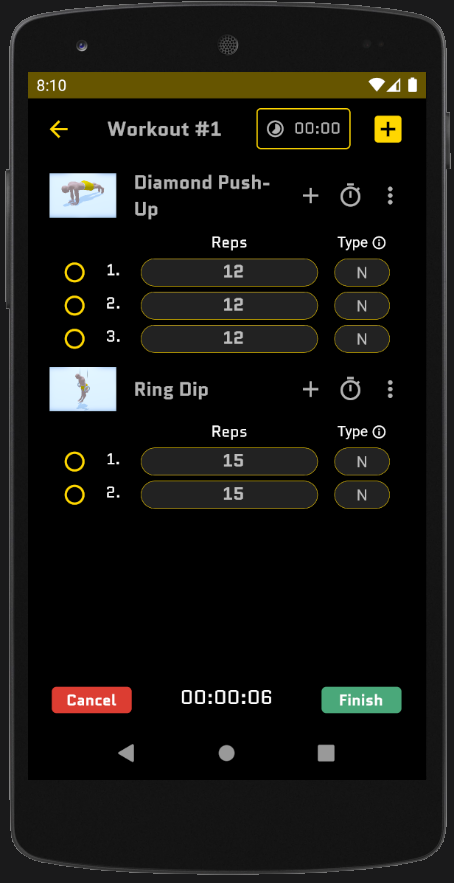 8:10
Workout #1 00:00
Diamond Push-
Up
Reps Type
1. 12 N
2. 12 N
3. 12 N
Ring Dip
Reps Type
1. 15 N
2. 15 N
Cancel 00:00:06 Finish